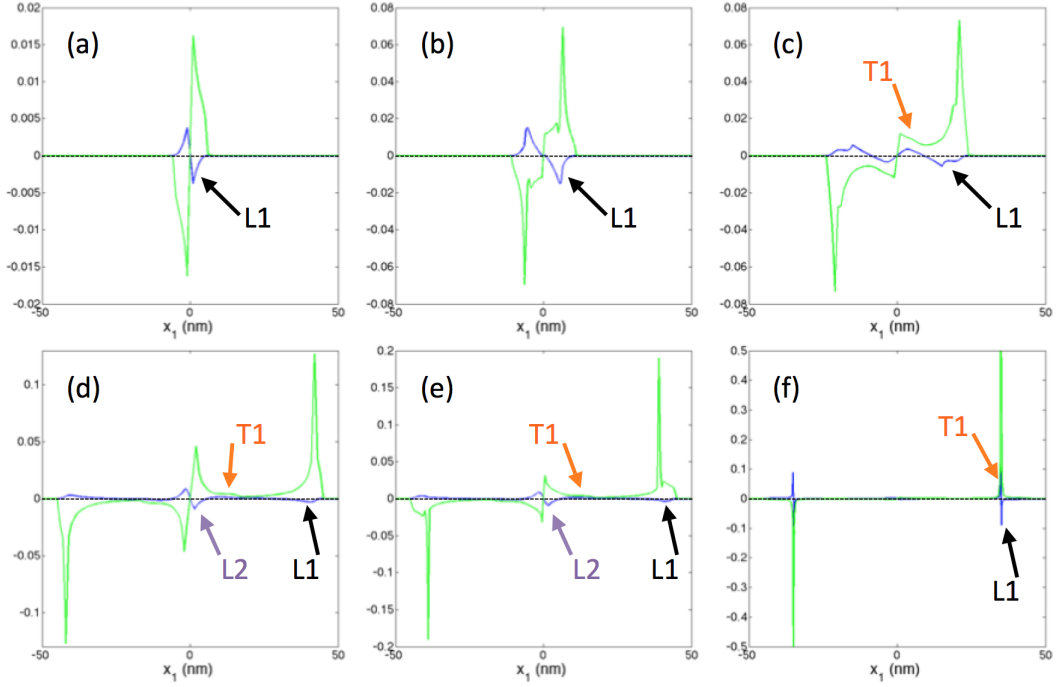 (a)
0.02
0.015
0.01
0.005
0
-0.005
-0.01
-0.015
-0.02
-50 0 50
x1 (nm)
L1
(b)
0.08
0.06
0.04
0.02
0
-0.02
-0.04
-0.06
-0.08
-50 0 50
x1 (nm)
L1
(c)
0.08
0.06
0.04
0.02
0
-0.02
-0.04
-0.06
-0.08
-50 0 50
x1 (nm)
T1
L1
(d)
0.1
0.05
0
-0.05
-0.1
-50 0 50
x1 (nm)
T1
L2 L1
(e)
0.2
0.15
0.1
0.05
0
-0.05
-0.1
-0.15
-0.2
-50 0 50
x1 (nm)
T1
L2 L1
(f)
0.5
0.4
0.3
0.2
0.1
0
-0.1
-0.2
-0.3
-0.4
-0.5
-50 0 50
x1 (nm)
T1
L1